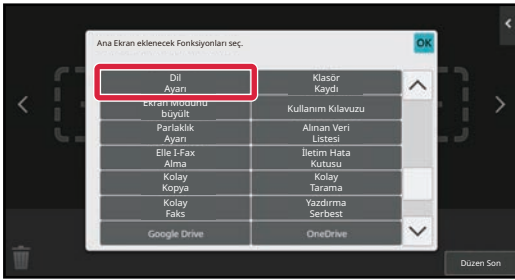 Ana Ekran eklenecek Fonksiyonları seç.
OK
Dil
Ayarı
Klasör
Kaydı
Ekran Modunu
büyült
Kullanım Kılavuzu
Parlaklık
Ayarı
Alınan Veri
Listesi
Elle I-Fax
Alma
İletim Hata
Kutusu
Kolay
Kopya
Kolay
Tarama
Kolay
Faks
Yazdırma
Serbest
Google Drive
OneDrive
Düzen Son